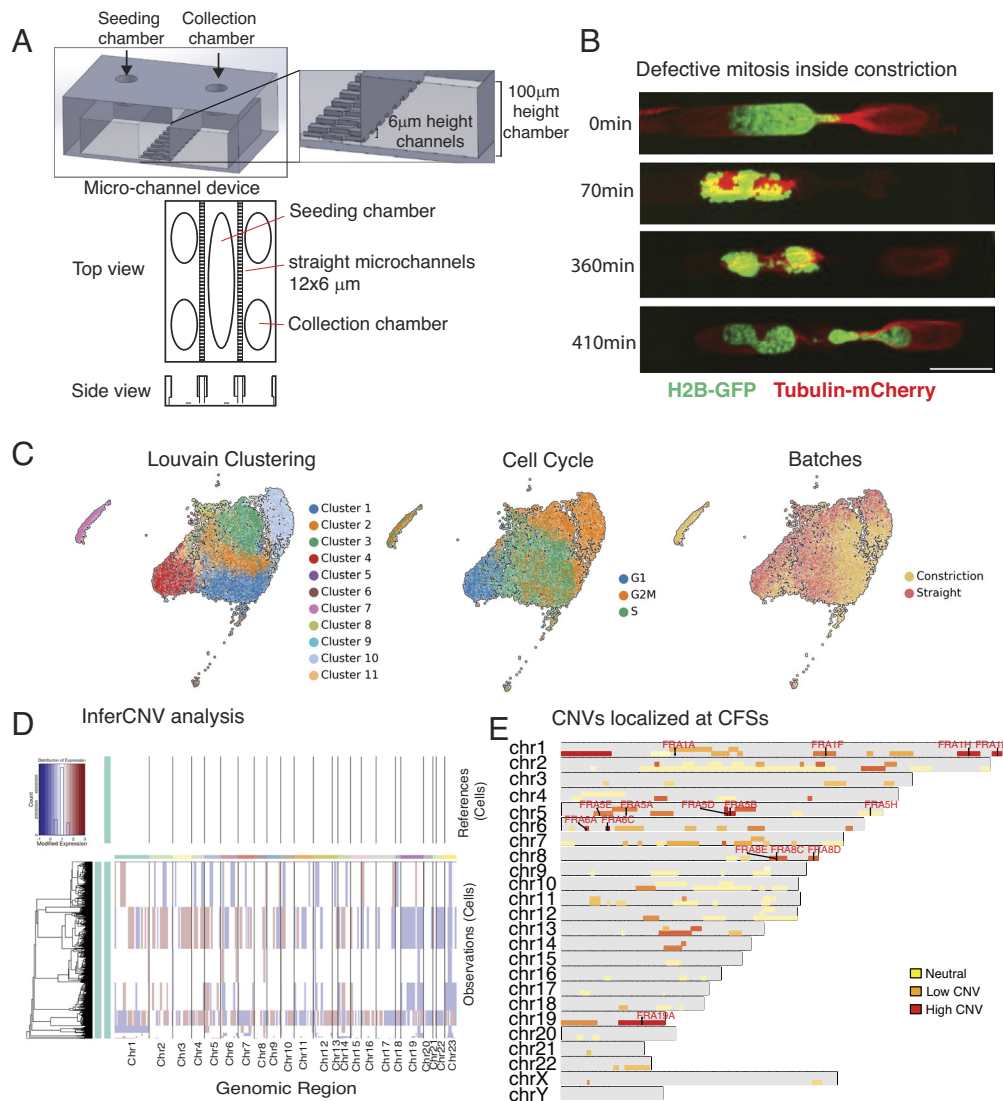 A
Seeding
chamber
Collection
chamber
100μm
height
chamber
6μm height
channels
Micro-channel device
Top view
Seeding chamber
straight microchannels
12x6 μm
Collection chamber
Side view
B
Defective mitosis inside constriction
0min
70min
360min
410min
H2B-GFP Tubulin-mCherry
C
Louvain Clustering
Cluster 1
Cluster 2
Cluster 3
Cluster 4
Cluster 5
Cluster 6
Cluster 7
Cluster 8
Cluster 9
Cluster 10
Cluster 11
Cell Cycle
G1
G2M
S
Batches
Constriction
Straight
D
InferCNV analysis
Distribution of Expression
Count
Modified Expression
References
(Cells)
Observations (Cells)
Chr1
Chr2
Chr3
Chr4
Chr5
Chr6
Chr7
Chr8
Chr9
Chr10
Chr11
Chr12
Chr13
Chr14
Chr15
Chr16
Chr17
Chr18
Chr19
Chr20
Chr21
Chr22
Chr23
Genomic Region
E
CNVs localized at CFSs
chr1 FRA1A FRA1F FRA1H
chr2
chr3
chr4
chr5 FRA5E FRA5A FRA5D FRA5B FRA5H
chr6 FRA6A FRA6C
chr7
chr8 FRA8E FRA8C FRA8D
chr9
chr10
chr11
chr12
chr13
chr14
chr15
chr16
chr17
chr18
chr19 FRA19A
chr20
chr21
chr22
chrX
chrY
Neutral
Low CNV
High CNV